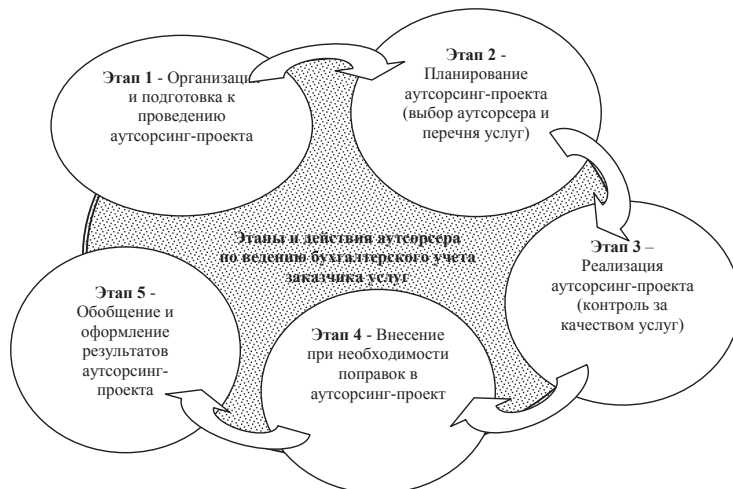 Этап 1 - Организация
и подготовка к
проведению
аутсорсинг-проекта
Этап 2 -
Планирование
аутсорсинг-проекта
(выбор аутсорсера и
перечня услуг)
Этап 3 –
Реализация
аутсорсинг-проекта
(контроль за
качеством услуг)
Этапы и действия аутсорсера
по ведению бухгалтерского учета
заказчика услуг
Этап 4 - Внесение
при необходимости
поправок в
аутсорсинг-проект
Этап 5 -
Обобщение и
оформление
результатов
аутсорсинг-
проекта